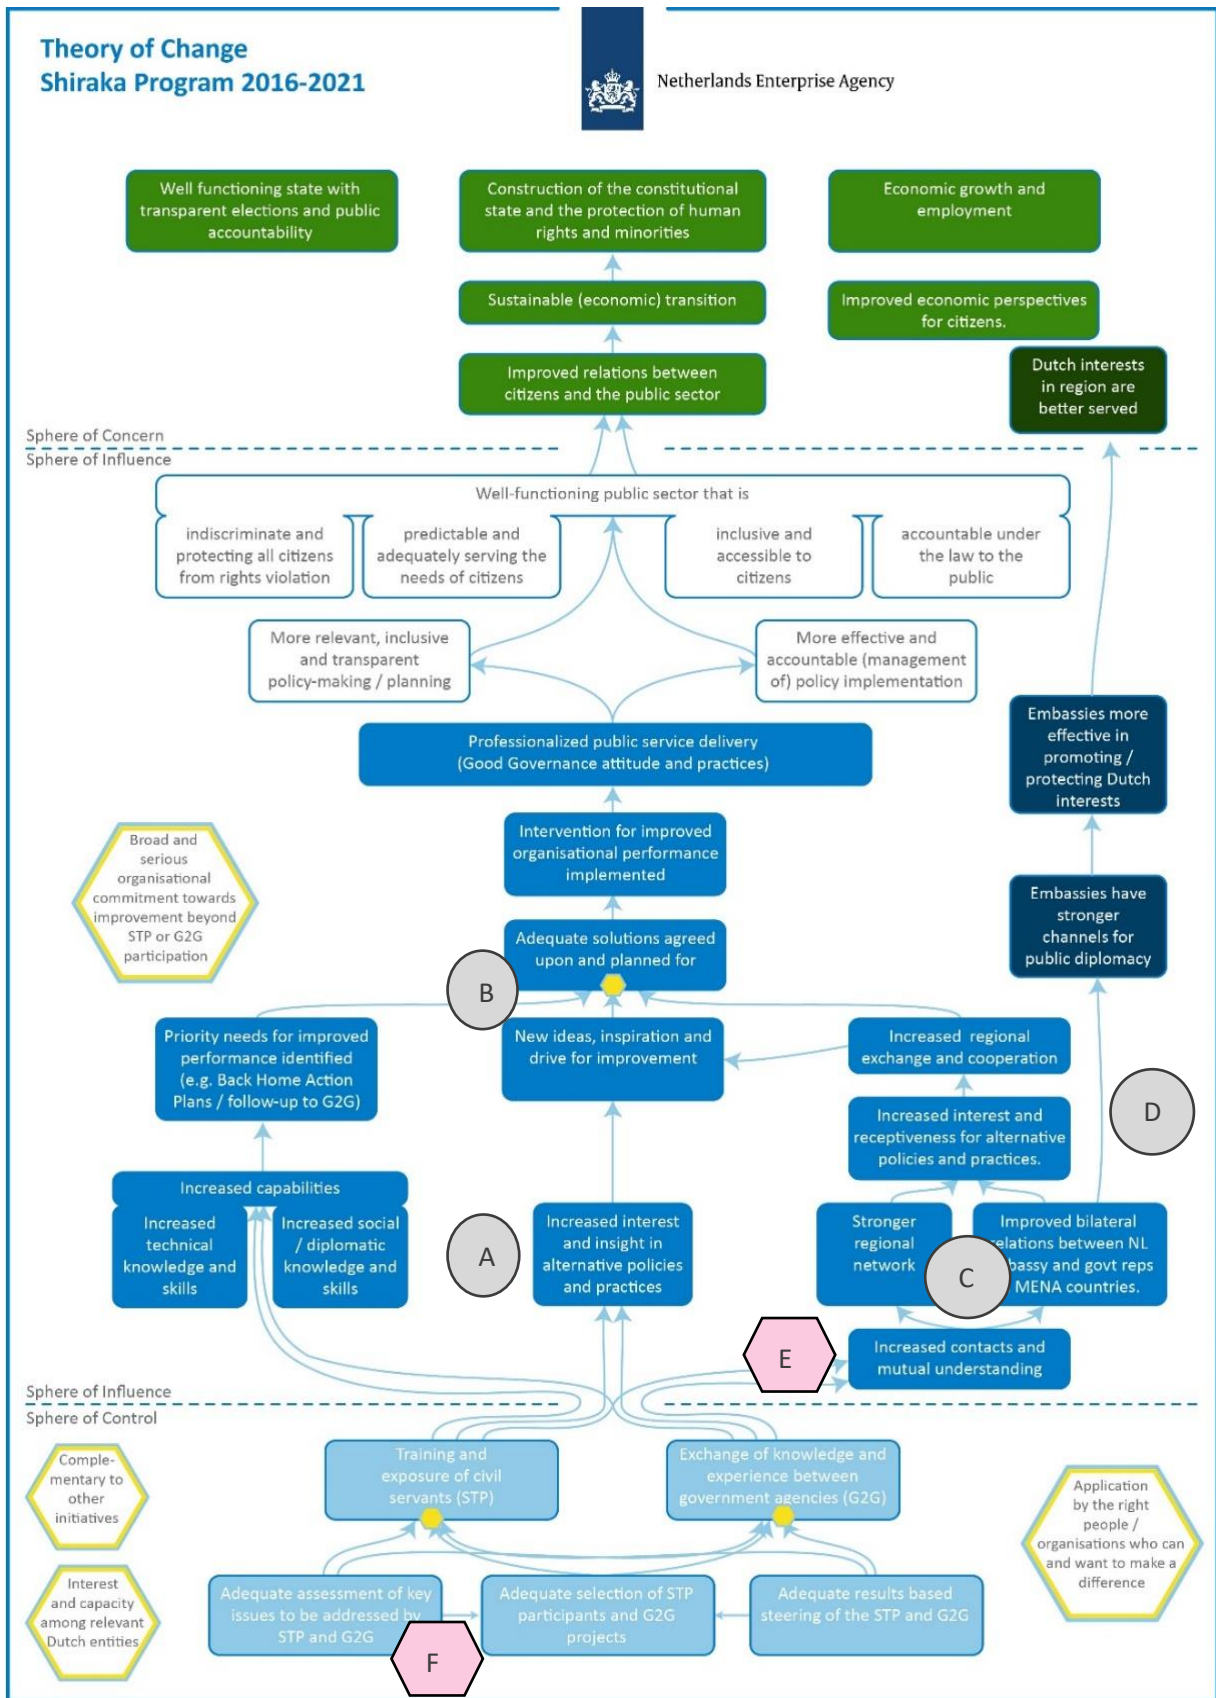 Theory of Change
Shiraka Program 2016-2021
Netherlands Enterprise Agency
Well functioning state with
transparent elections and public
accountability
Construction of the constitutional
state and the protection of human
rights and minorities
Economic growth and
employment
Sustainable (economic) transition
Improved economic perspectives
for citizens.
Improved relations between
citizens and the public sector
Dutch interests
in region are
better served
Sphere of Concern
Sphere of Influence
Well-functioning public sector that is
indiscriminate and
protecting all citizens
from rights violation
predictable and
adequately serving the
needs of citizens
inclusive and
accessible to
citizens
accountable under
the law to the
public
More relevant, inclusive
and transparent
policy-making / planning
More effective and
accountable (management
of) policy implementation
Embassies more
effective in
promoting /
protecting Dutch
interests
Professionalized public service delivery
(Good Governance attitude and practices)
Intervention for improved
organisational performance
implemented
Broad and
serious
organisational
commitment towards
improvement beyond
STP or G2G
participation
Embassies have
stronger
channels for
public diplomacy
Adequate solutions agreed
upon and planned for
B
Priority needs for improved
performance identified
(e.g. Back Home Action
Plans / follow-up to G2G)
New ideas, inspiration and
drive for improvement
Increased regional
exchange and cooperation
D
Increased interest and
receptiveness for alternative
policies and practices.
Increased capabilities
Increased
technical
knowledge and
skills
Increased social
/ diplomatic
knowledge and
skills
A
Increased interest
and insight in
alternative policies
and practices
Stronger
regional
network
C
Improved bilateral
relations between NL
bassy and govt reps
MENA countries.
E
Increased contacts and
mutual understanding
Sphere of Influence
Sphere of Control
Comple-
mentary to
other
initiatives
Training and
exposure of civil
servants (STP)
Exchange of knowledge and
experience between
government agencies (G2G)
Application
by the right
people /
organisations who can
and want to make a
difference
Interest
and capacity
among relevant
Dutch entities
Adequate assessment of key
issues to be addressed by
STP and G2G
Adequate selection of STP
participants and G2G
projects
Adequate results based
steering of the STP and G2G
F